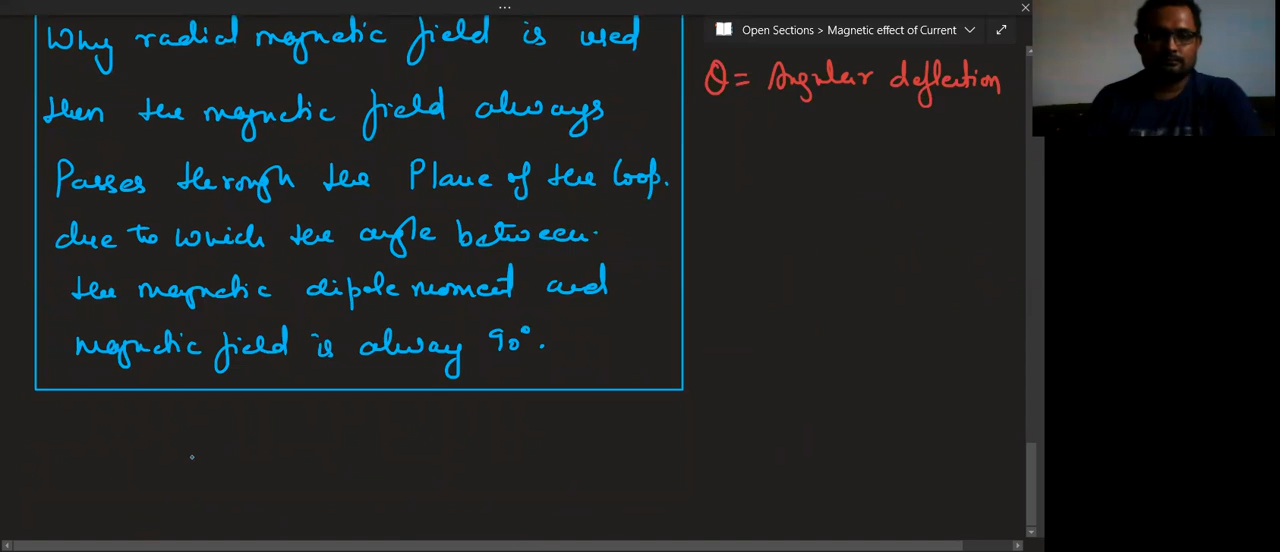 Why radial magnetic field is used
then the magnetic field always
Passes through the Plane of the loop.
due to which the angle between.
the magnetic dipole moment and
magnetic field is alway 90°.
Open Sections > Magnetic effect of Current
θ = Angular deflection